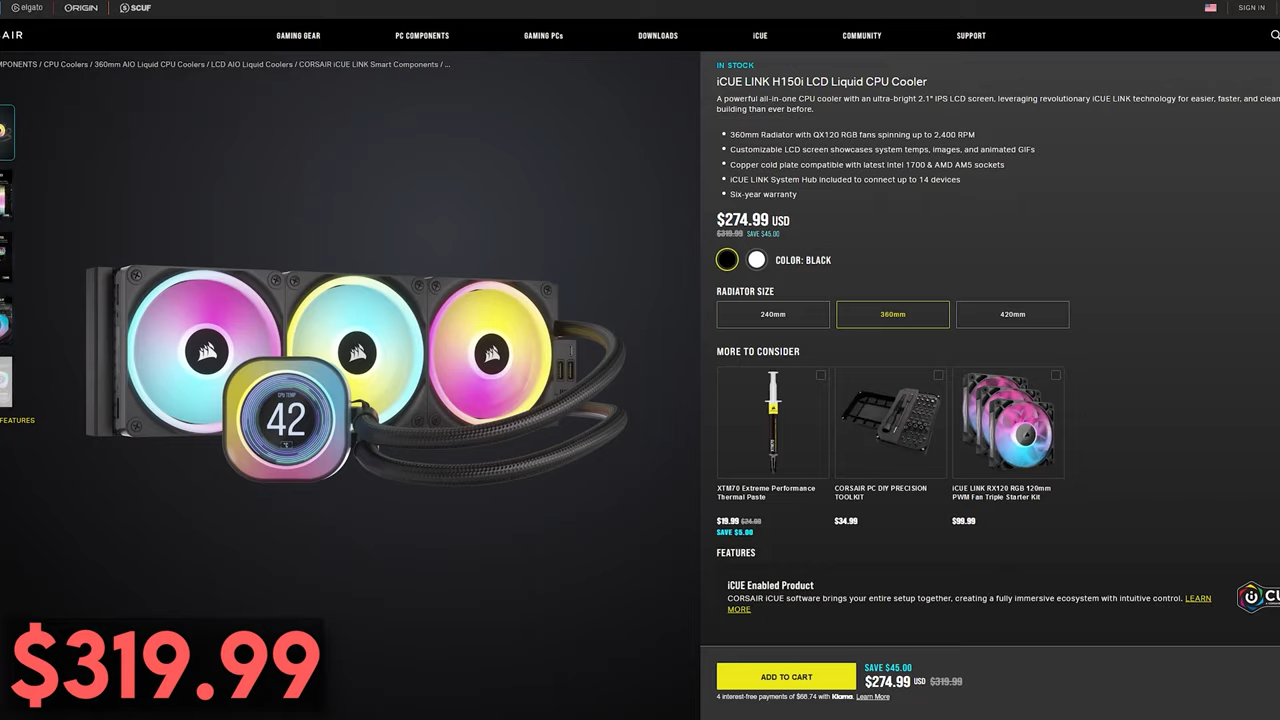 elgato ORIGIN SCUF SIGN IN
AIR GAMING GEAR PC COMPONENTS GAMING PCs DOWNLOADS iCUE COMMUNITY SUPPORT
MPONENTS / CPU Coolers / 360mm AIO Liquid CPU Coolers / LCD AIO Liquid Coolers / CORSAIR iCUE LINK Smart Components / ...
IN STOCK
iCUE LINK H150i LCD Liquid CPU Cooler
A powerful all-in-one CPU cooler with an ultra-bright 2.1" IPS LCD screen, leveraging revolutionary iCUE LINK technology for easier, faster, and clean
building than ever before.
• 360mm Radiator with QX120 RGB fans spinning up to 2,400 RPM
• Customizable LCD screen showcases system temps, images, and animated GIFs
• Copper cold plate compatible with latest Intel 1700 & AMD AM5 sockets
• iCUE LINK System Hub included to connect up to 14 devices
• Six-year warranty
$274.99 USD
$319.99 SAVE $45.00
COLOR: BLACK
RADIATOR SIZE
240mm 360mm 420mm
MORE TO CONSIDER
XTM70 Extreme Performance
Thermal Paste
$19.99 $24.99
SAVE $5.00
CORSAIR PC DIY PRECISION
TOOLKIT
$34.99
iCUE LINK RX120 RGB 120mm
PWM Fan Triple Starter Kit
$99.99
FEATURES
iCUE Enabled Product
CORSAIR iCUE software brings your entire setup together, creating a fully immersive ecosystem with intuitive control. LEARN
MORE
CU
ADD TO CART
SAVE $45.00
$274.99 USD $319.99
4 interest-free payments of $68.74 with Klarna. Learn More
FEATURES
CPU TEMP
42
°C
$319.99